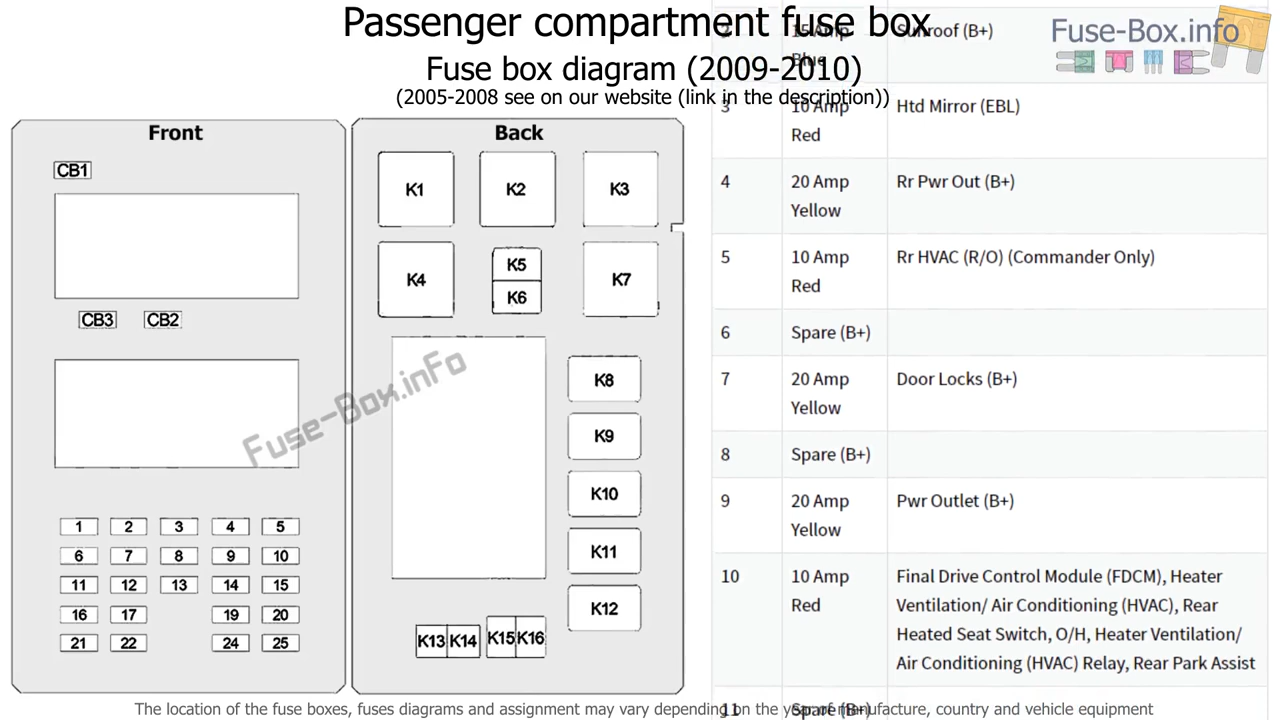 Passenger compartment fuse box
Fuse box diagram (2009-2010)
(2005-2008 see on our website (link in the description))
Fuse-Box.info
Front
CB1
CB3 CB2
1 2 3 4 5
6 7 8 9 10
11 12 13 14 15
16 17 19 20
21 22 24 25
Back
K1 K2 K3
K4 K5 K7
K6
K8
K9
K10
K11
K12
K13 K14 K15 K16
Fuse-Box.info
2 15 Amp Sunroof (B+)
Blue
3 10 Amp Htd Mirror (EBL)
Red
4 20 Amp Rr Pwr Out (B+)
Yellow
5 10 Amp Rr HVAC (R/O) (Commander Only)
Red
6 Spare (B+)
7 20 Amp Door Locks (B+)
Yellow
8 Spare (B+)
9 20 Amp Pwr Outlet (B+)
Yellow
10 10 Amp Final Drive Control Module (FDCM), Heater
Red Ventilation/ Air Conditioning (HVAC), Rear
Heated Seat Switch, O/H, Heater Ventilation/
Air Conditioning (HVAC) Relay, Rear Park Assist
11 Spare (B+)
The location of the fuse boxes, fuses diagrams and assignment may vary depending on the year of manufacture, country and vehicle equipment